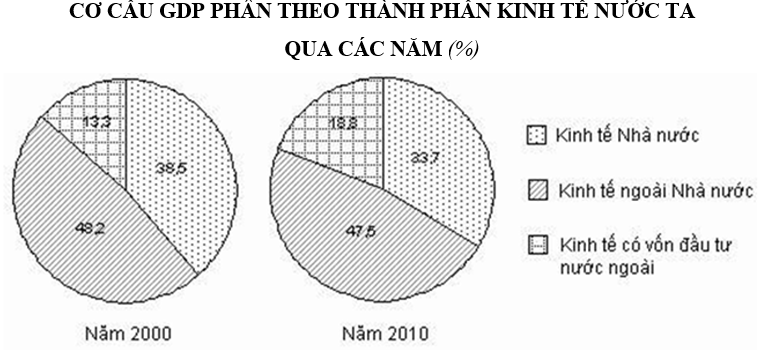 CƠ CẤU GDP PHÂN THEO THÀNH PHẦN KINH TẾ NƯỚC TA
QUA CÁC NĂM (%)
13,3
38,5
48,2
18,8
33,7
47,5
Kinh tế Nhà nước
Kinh tế ngoài Nhà nước
Kinh tế có vốn đầu tư
nước ngoài
Năm 2000
Năm 2010